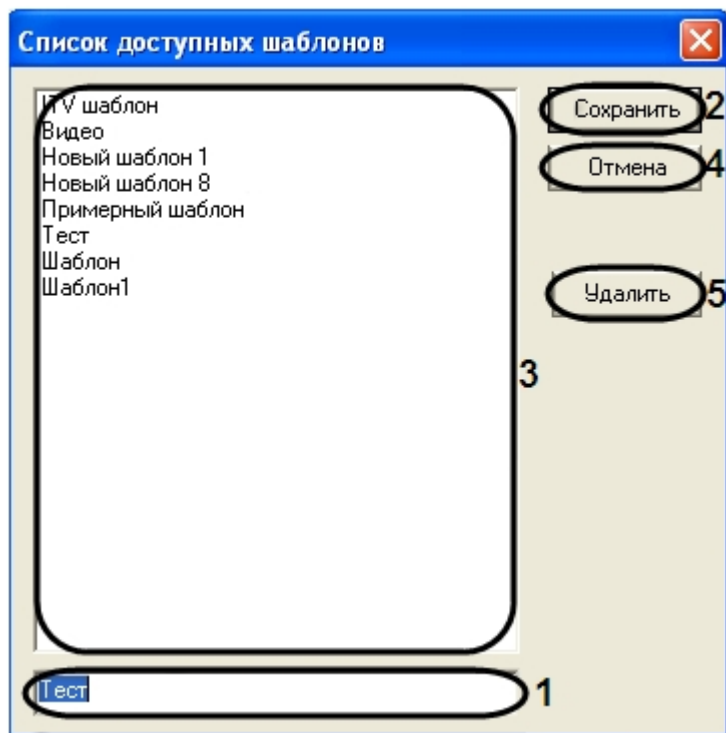 Список доступных шаблонов
ITV шаблон
Видео
Новый шаблон 1
Новый шаблон 8
Примерный шаблон
Тест
Шаблон
Шаблон1
Сохранить 2
Отмена 4
Удалить 5
3
Тест 1